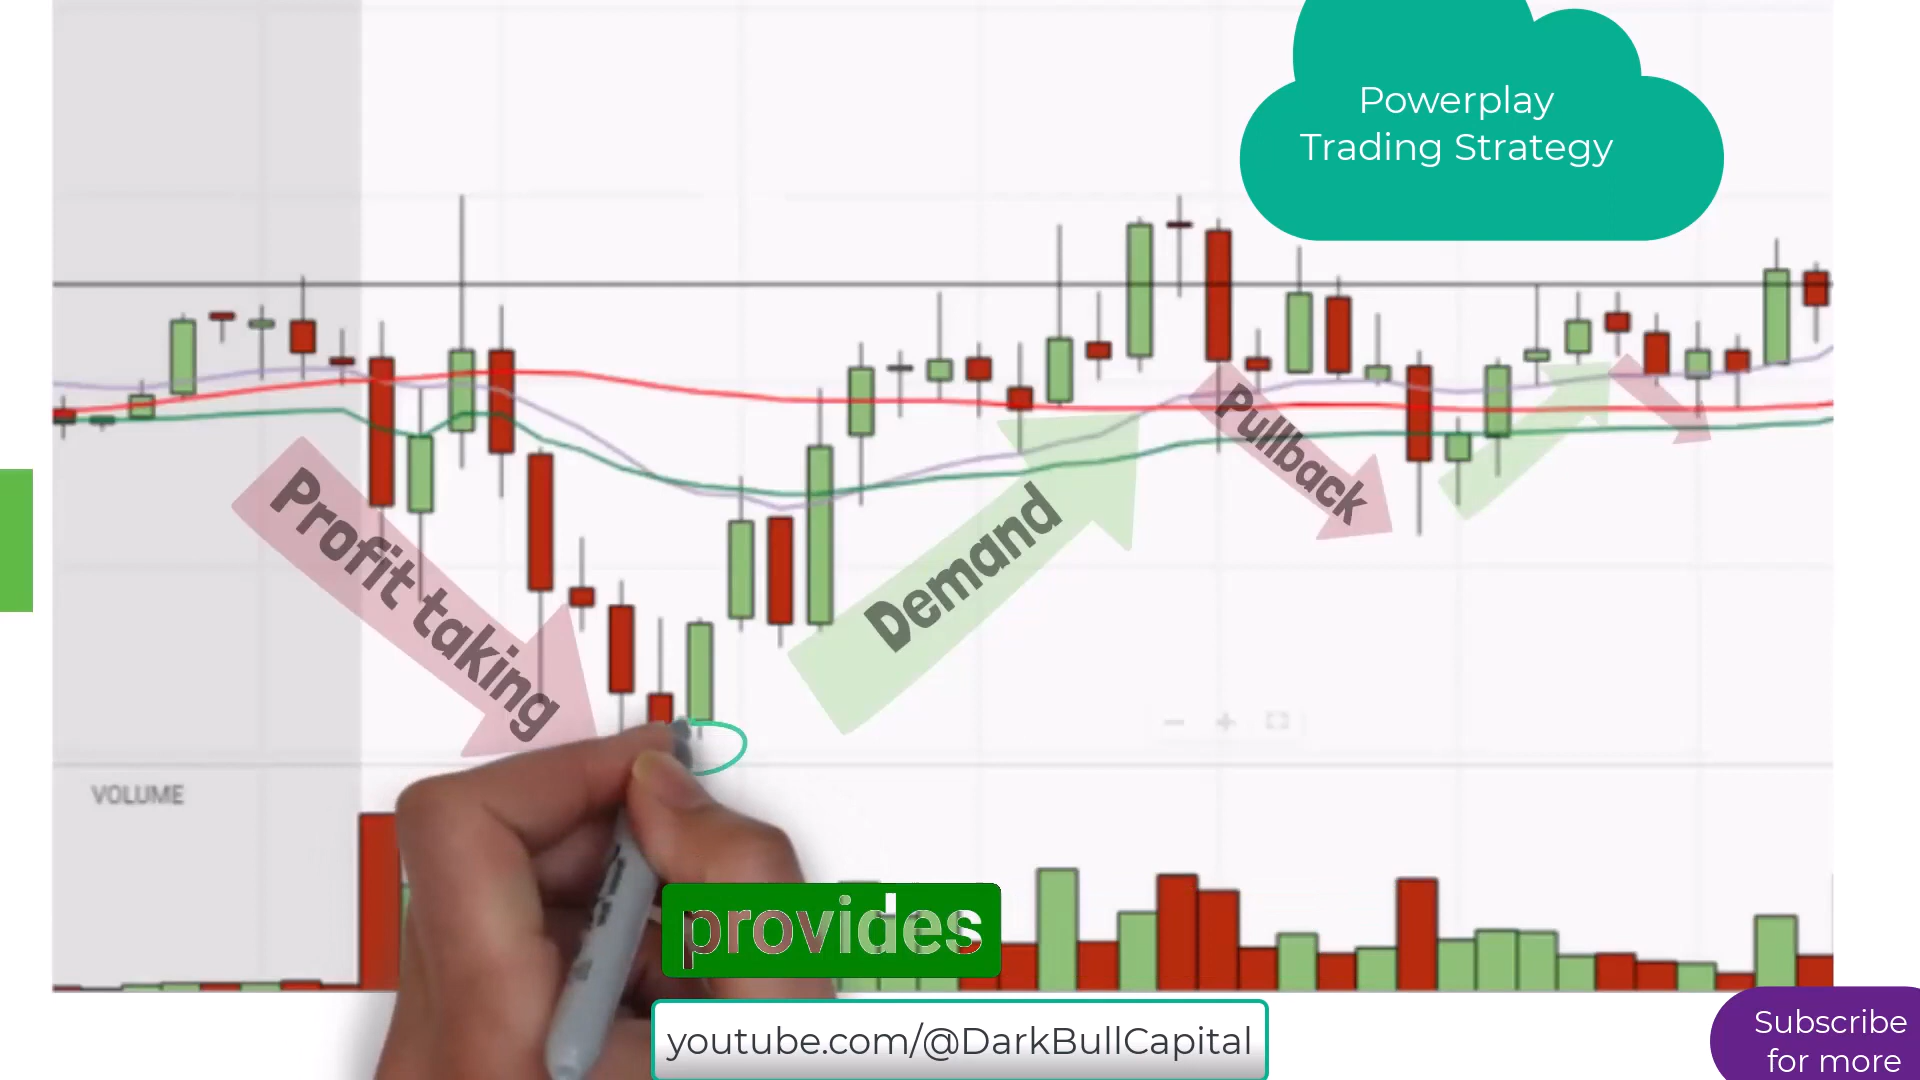 Powerplay
Trading Strategy
Profit taking
Demand
Pullback
VOLUME
provides
youtube.com/@DarkBullCapital
Subscribe
for more